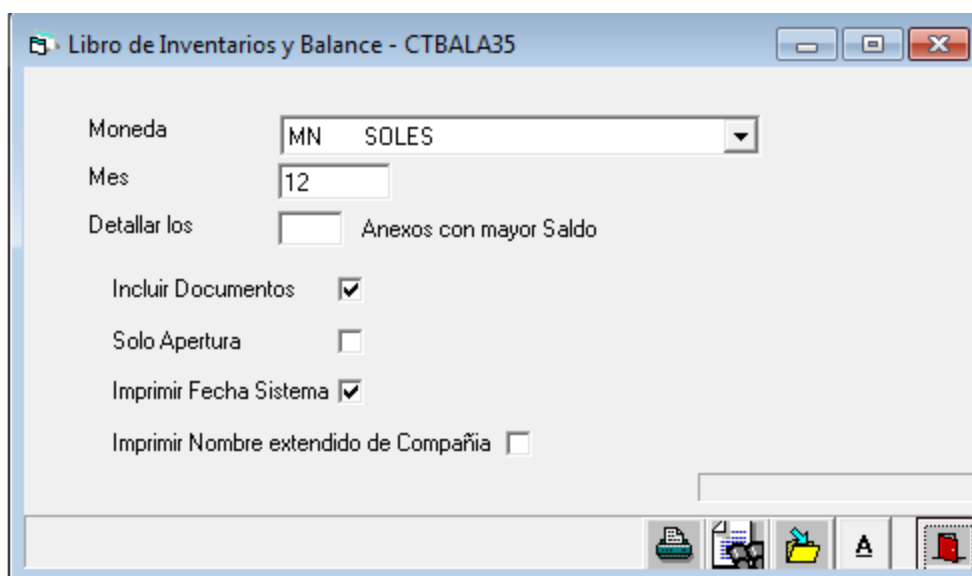 Libro de Inventarios y Balance - CTBALA35
Moneda MN SOLES
Mes 12
Detallar los Anexos con mayor Saldo
Incluir Documentos
Solo Apertura
Imprimir Fecha Sistema
Imprimir Nombre extendido de Compañia
A